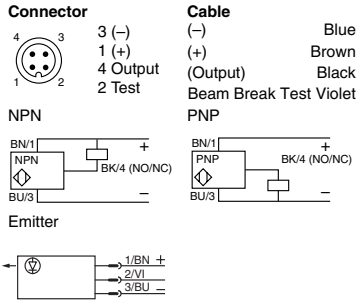 Connector
4 3
1 2
3 (–)
1 (+)
4 Output
2 Test
Cable
(–) Blue
(+) Brown
(Output) Black
Beam Break Test Violet
NPN
BN/1 +
NPN
BK/4 (NO/NC)
BU/3 –
PNP
BN/1 +
PNP
BK/4 (NO/NC)
BU/3 –
Emitter
1/BN +
2/VI
3/BU –